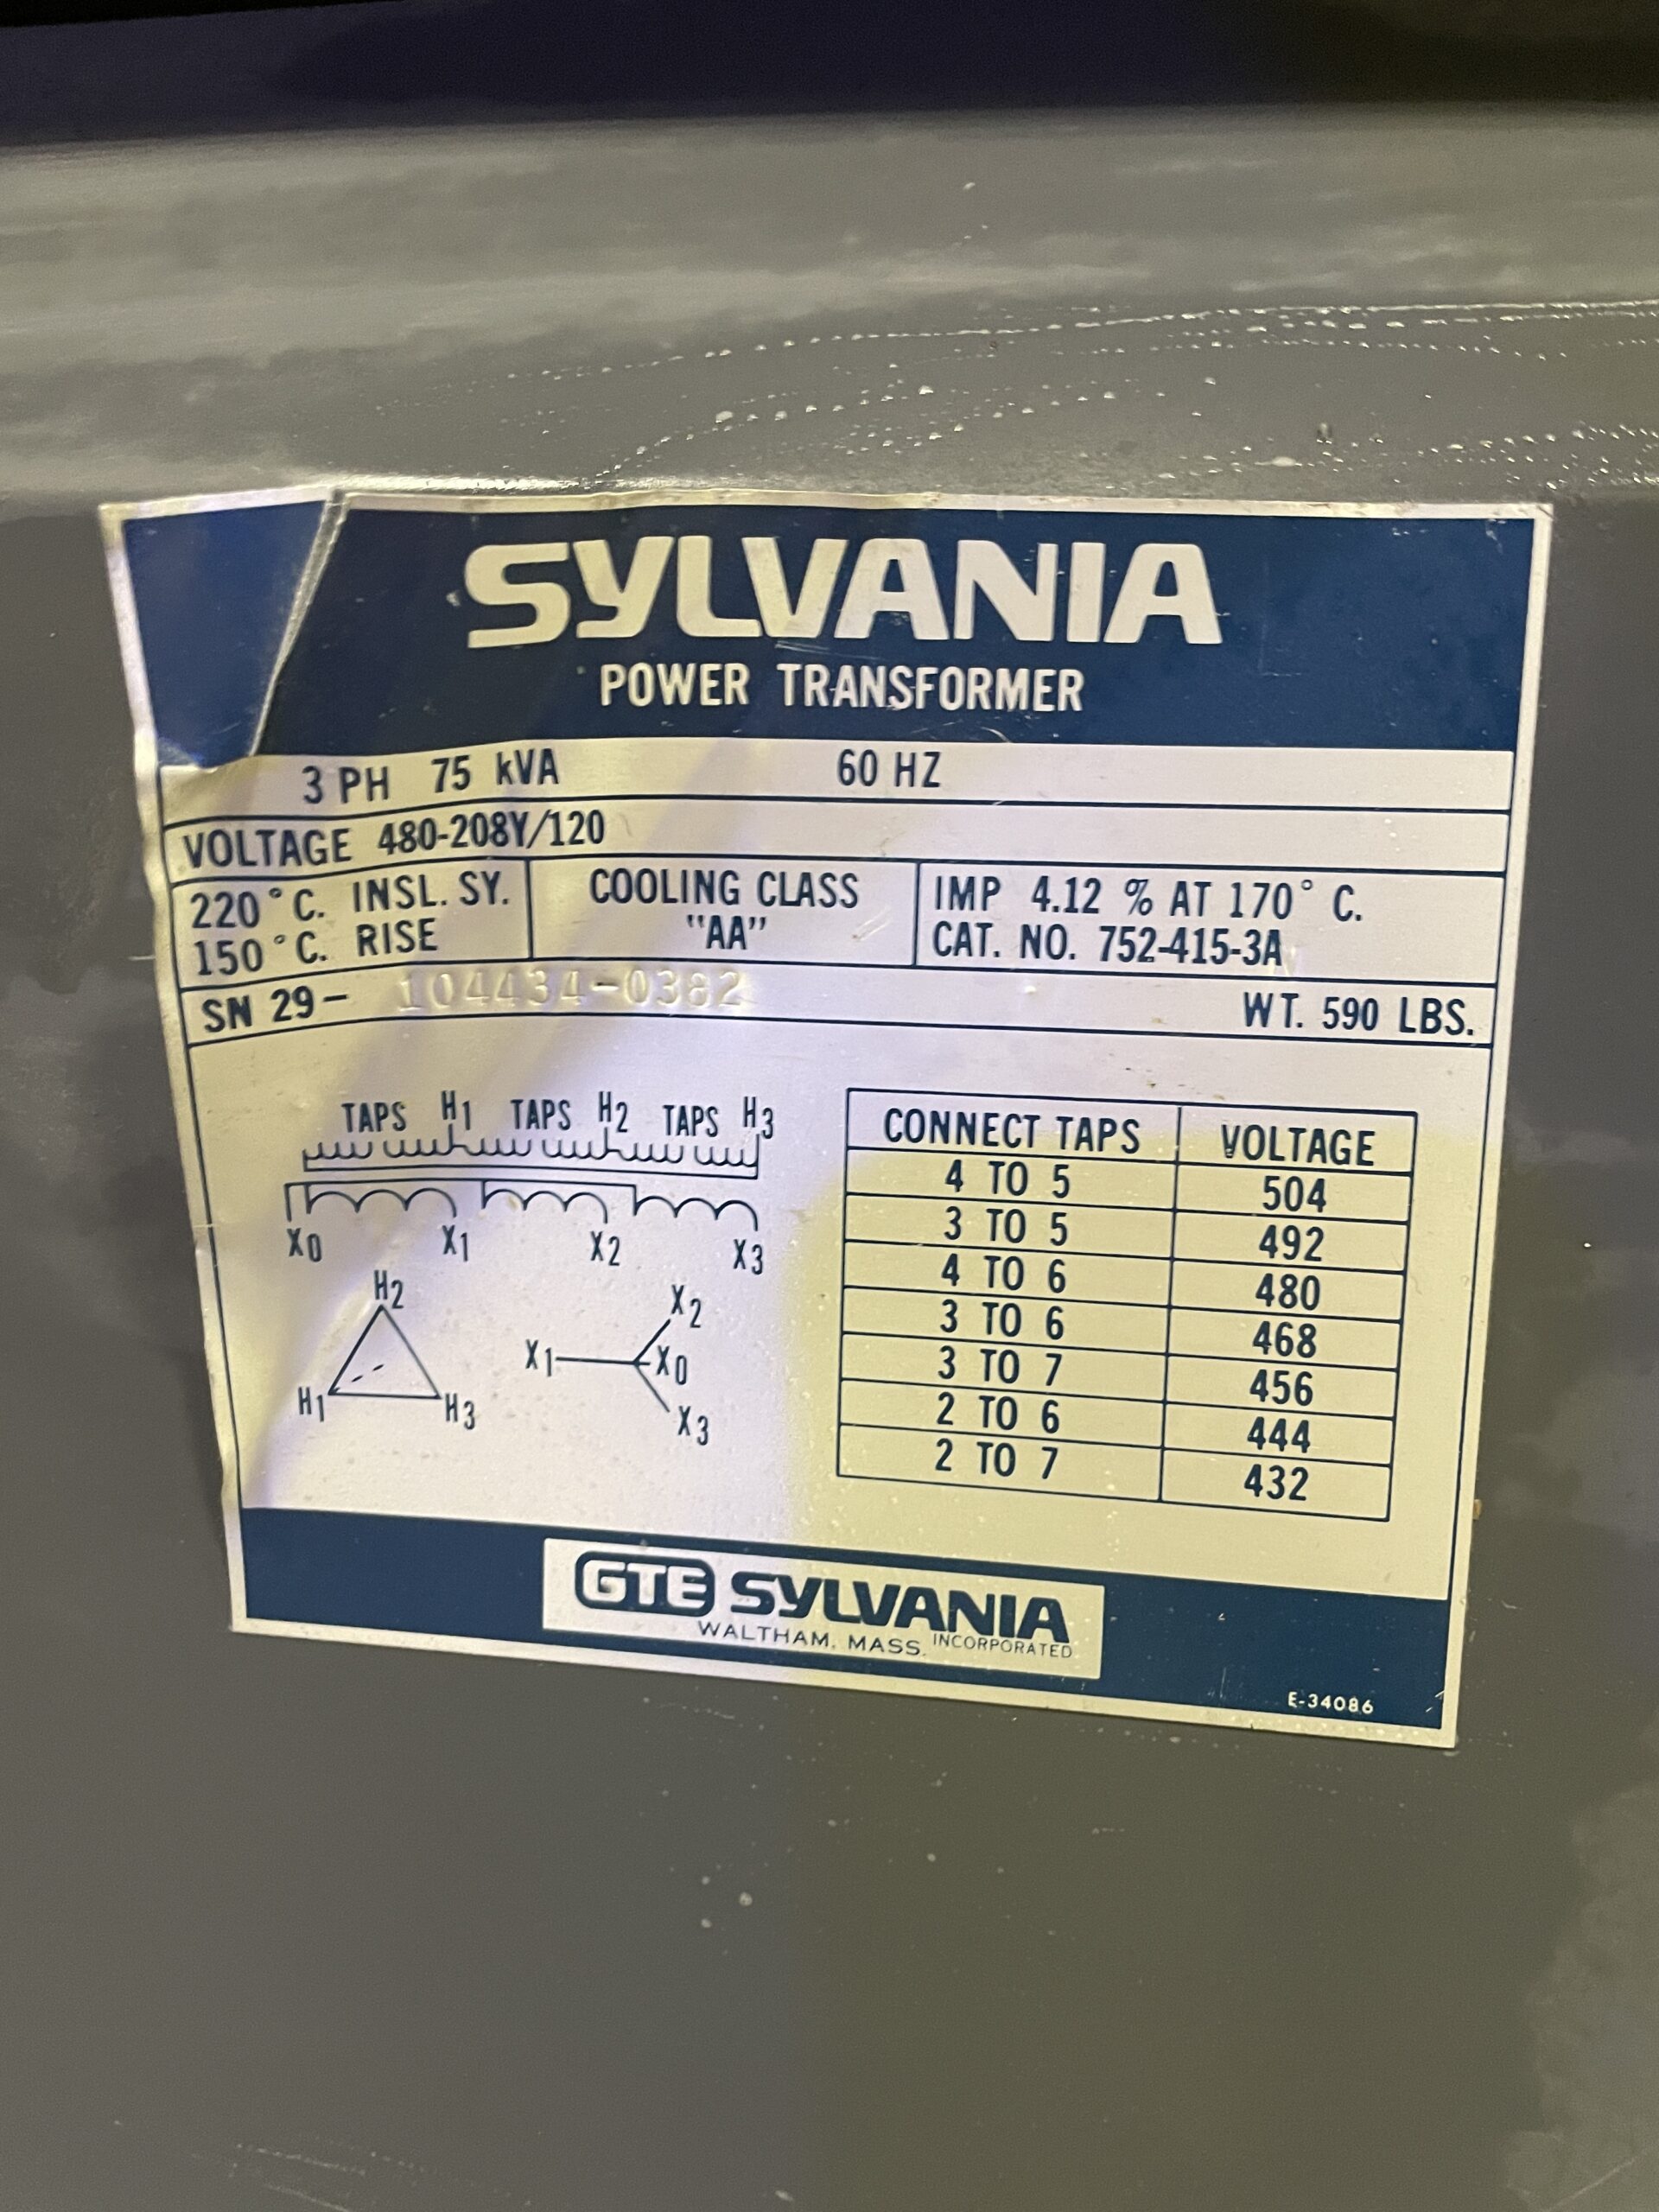 SYLVANIA
POWER TRANSFORMER
3 PH 75 kVA 60 HZ
VOLTAGE 480-208Y/120
220°C. INSL. SY.
150°C. RISE
COOLING CLASS
"AA"
IMP 4.12 % AT 170° C.
CAT. NO. 752-415-3A
SN 29- 104434-0382 WT. 590 LBS.
TAPS H1 TAPS H2 TAPS H3
X0 X1 X2 X3
H2
H1 H3
X2
X1 X0
X3
CONNECT TAPS VOLTAGE
4 TO 5 504
3 TO 5 492
4 TO 6 480
3 TO 6 468
3 TO 7 456
2 TO 6 444
2 TO 7 432
GTE SYLVANIA
WALTHAM, MASS. INCORPORATED
E-34086